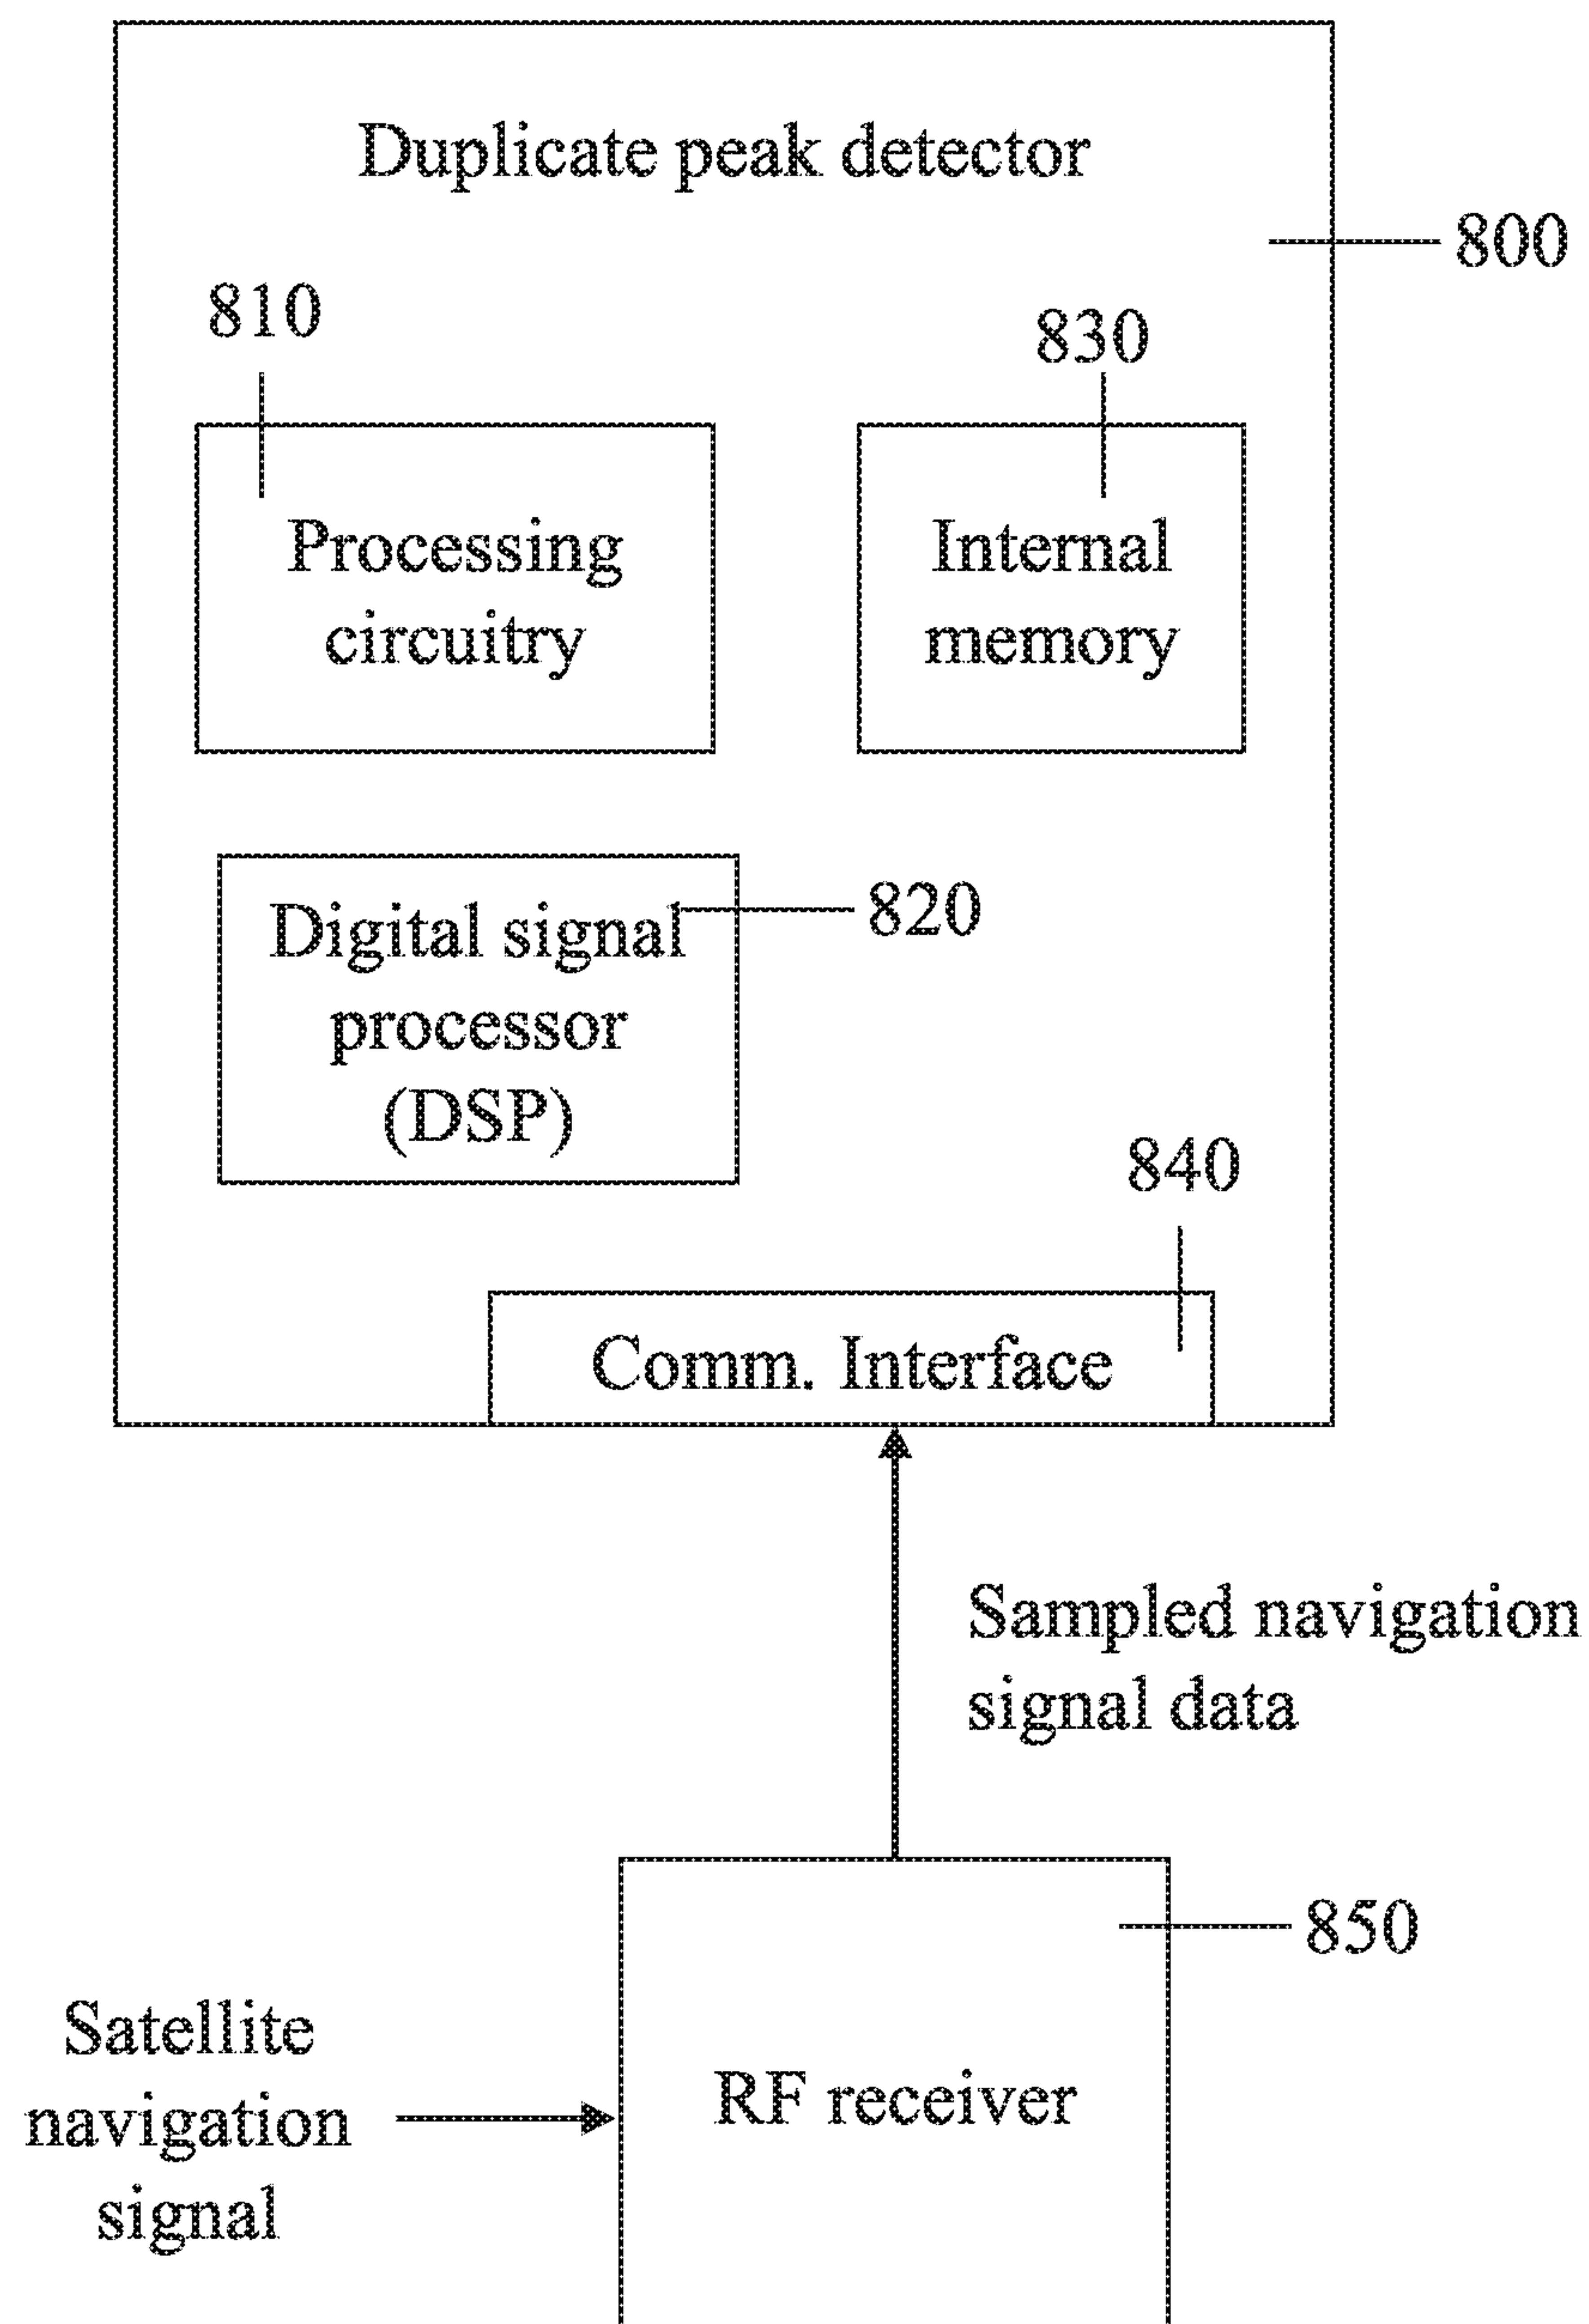 Duplicate peak detector
800
810
830
Processing
circuitry
Internal
memory
Digital signal
processor
(DSP)
820
840
Comm. Interface
Sampled navigation
signal data
850
Satellite
navigation
signal
RF receiver